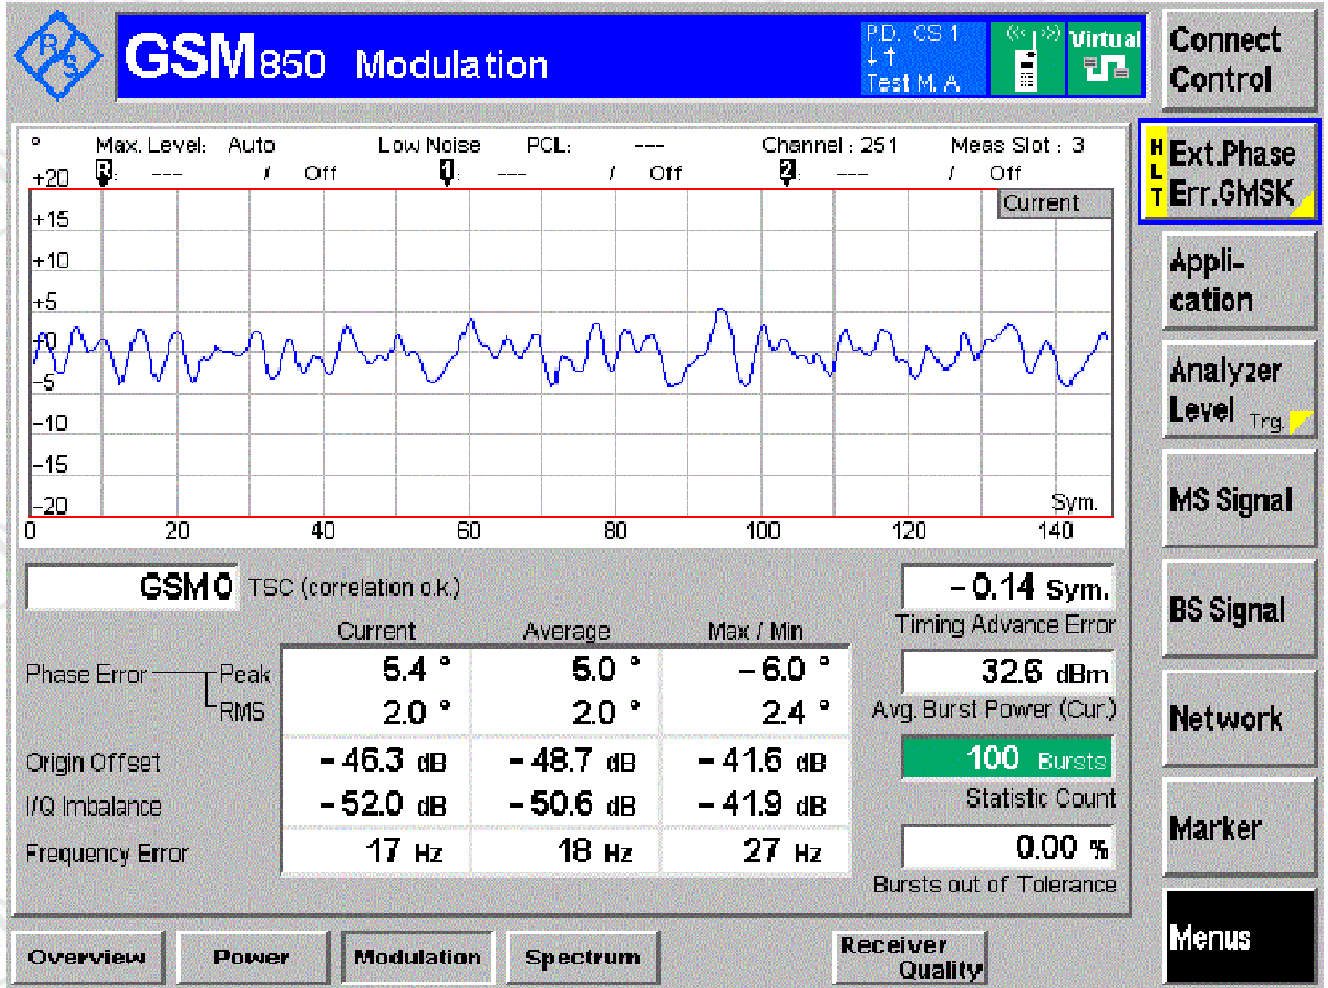 R S
GSM850 Modulation
P.D. CS 1
Test M. A.
Virtual
Connect
Control
° Max. Level: Auto Low Noise PCL: --- Channel : 251 Meas Slot : 3
R: --- / Off 1: --- / Off 2: --- / Off
Current
+20
+15
+10
+5
+0
-5
-10
-15
-20
Sym.
0 20 40 60 80 100 120 140
HLT
Ext.Phase
Err.GMSK
Appli-
cation
Analyzer
Level Trg.
MS Signal
BS Signal
Network
Marker
Menus
GSM 0 TSC (correlation o.k.)
Current Average Max / Min
Phase Error Peak 5.4 ° 5.0 ° -6.0 °
RMS 2.0 ° 2.0 ° 2.4 °
Origin Offset -46.3 dB -48.7 dB -41.6 dB
I/Q Imbalance -52.0 dB -50.6 dB -41.9 dB
Frequency Error 17 Hz 18 Hz 27 Hz
-0.14 Sym.
Timing Advance Error
32.6 dBm
Avg. Burst Power (Cur.)
100 Bursts
Statistic Count
0.00 %
Bursts out of Tolerance
Overview Power Modulation Spectrum
Receiver
Quality